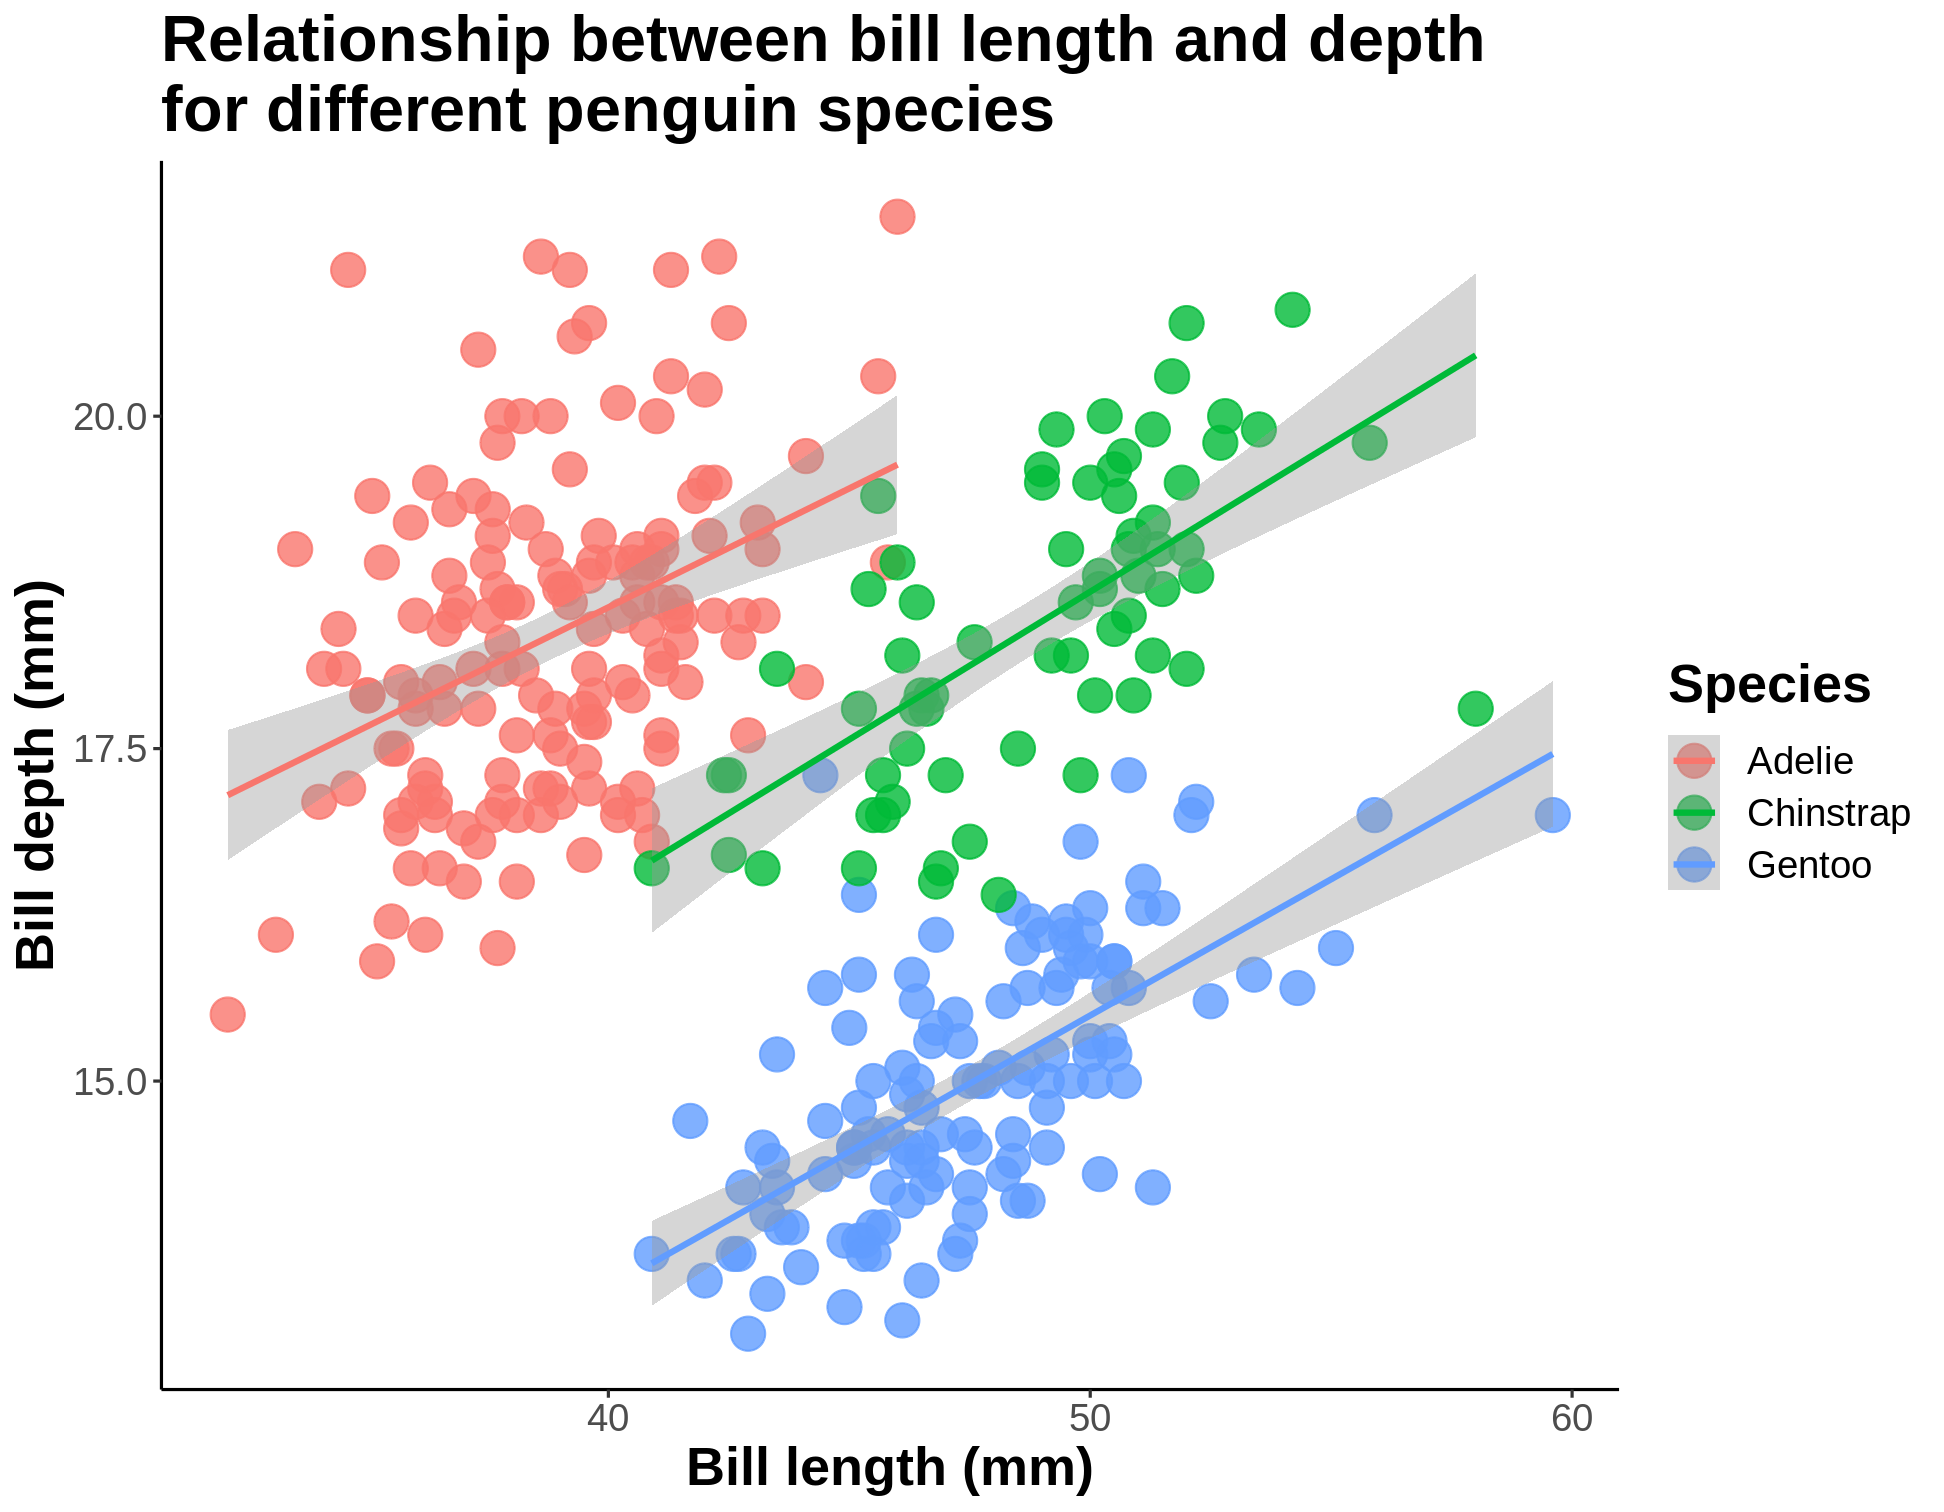 Relationship between bill length and depth
for different penguin species
Bill depth (mm)
20.0
17.5
15.0
40
50
60
Bill length (mm)
Species
Adelie
Chinstrap
Gentoo